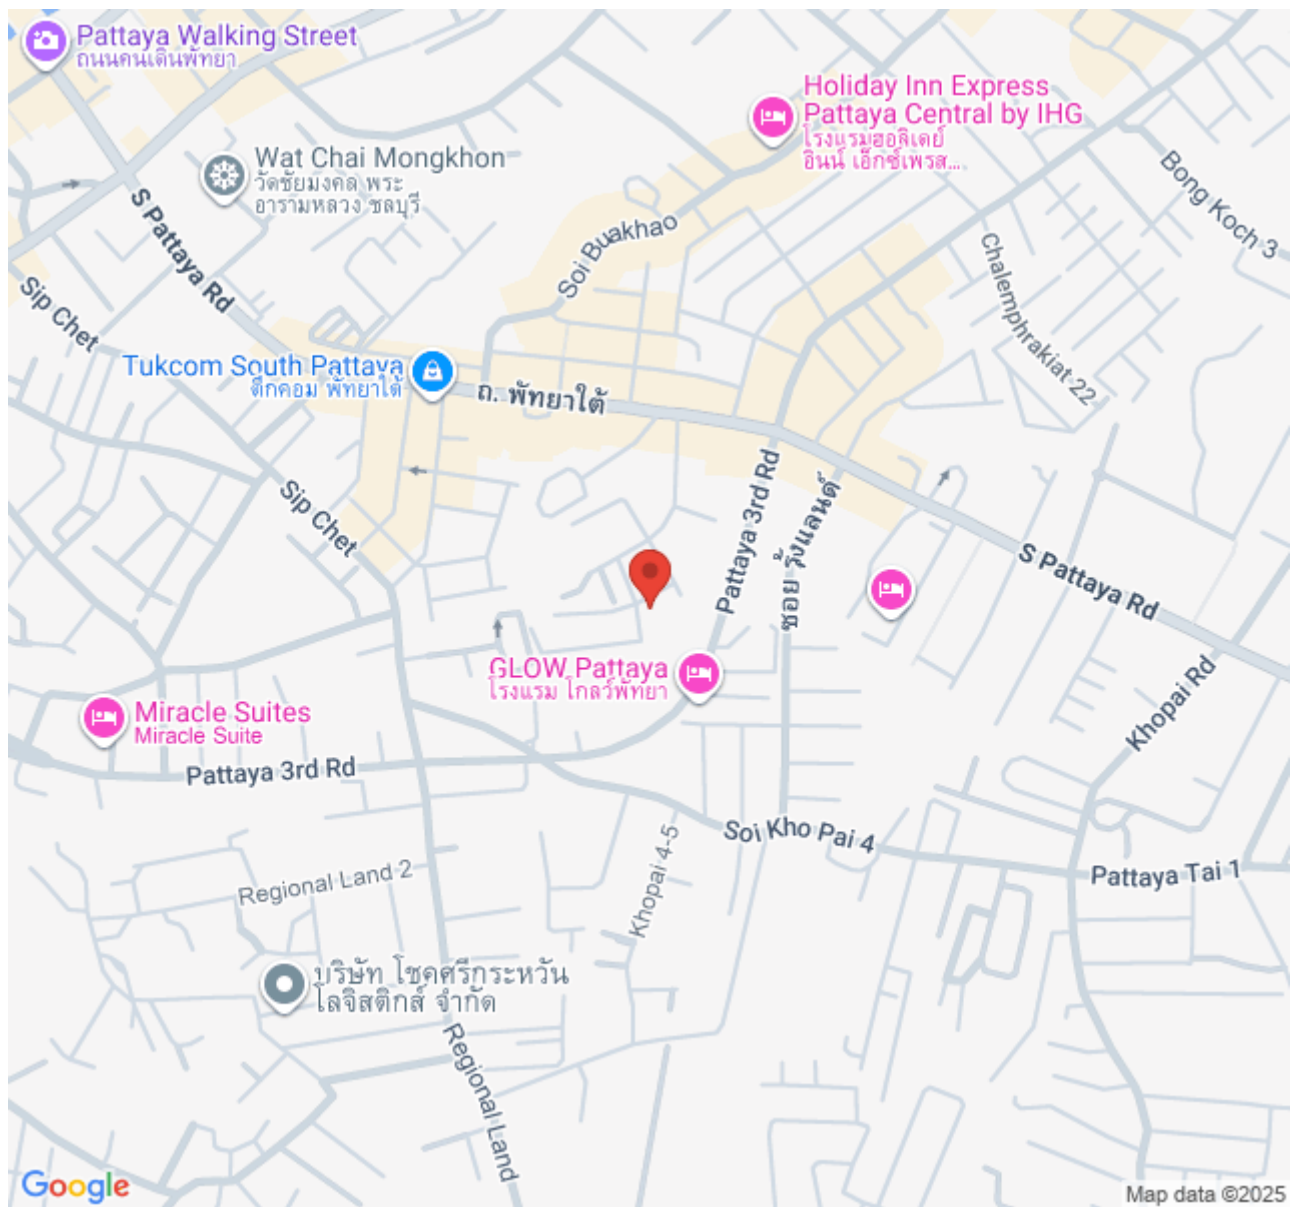 Pattaya Walking Street
ถนนคนเดินพัทยา
Holiday Inn Express
Pattaya Central by IHG
โรงแรมฮอลิเดย์
อินน์ เอ็กซ์เพรส...
Wat Chai Mongkhon
วัดชัยมงคล พระ
อารามหลวง ชลบุรี
Bong Koch 3
S Pattaya Rd
Soi Buakhao
Chalemphrakiat 22
Sip Chet
Tukcom South Pattaya
ตึกคอม พัทยาใต้
ถ. พัทยาใต้
Sip Chet
Pattaya 3rd Rd
ซอย วิ้งแลนด์
S Pattaya Rd
GLOW Pattaya
โรงแรม โกลว์พัทยา
Khopai Rd
Miracle Suites
Miracle Suite
Pattaya 3rd Rd
Soi Kho Pai 4
Khopai 4-5
Pattaya Tai 1
Regional Land 2
บริษัท โชคศรีกระหวัน
โลจิสติกส์ จำกัด
Regional Land
Google
Map data ©2025